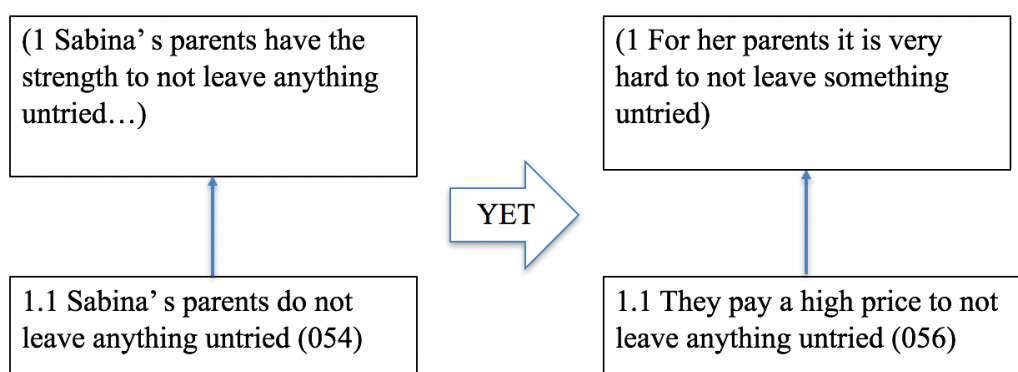 (1 Sabina’ s parents have the
strength to not leave anything
untried…)
(1 For her parents it is very
hard to not leave something
untried)
YET
1.1 Sabina’ s parents do not
leave anything untried (054)
1.1 They pay a high price to not
leave anything untried (056)